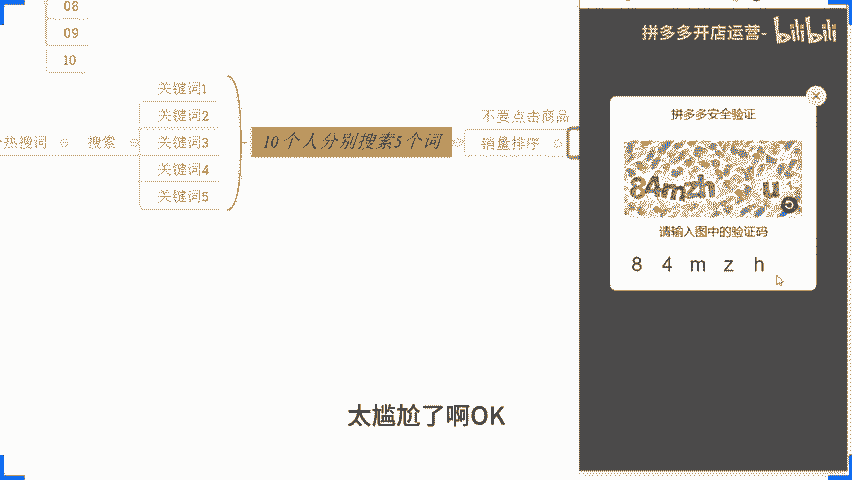 08
09
10
热搜词
搜索
关键词1
关键词2
关键词3
关键词4
关键词5
10个人分别搜素5个词
不要点击商品
销量排序
拼多多开店运营-
bilibili
拼多多安全验证
84mzh u
请输入图中的验证码
8 4 m z h
太尴尬了啊OK